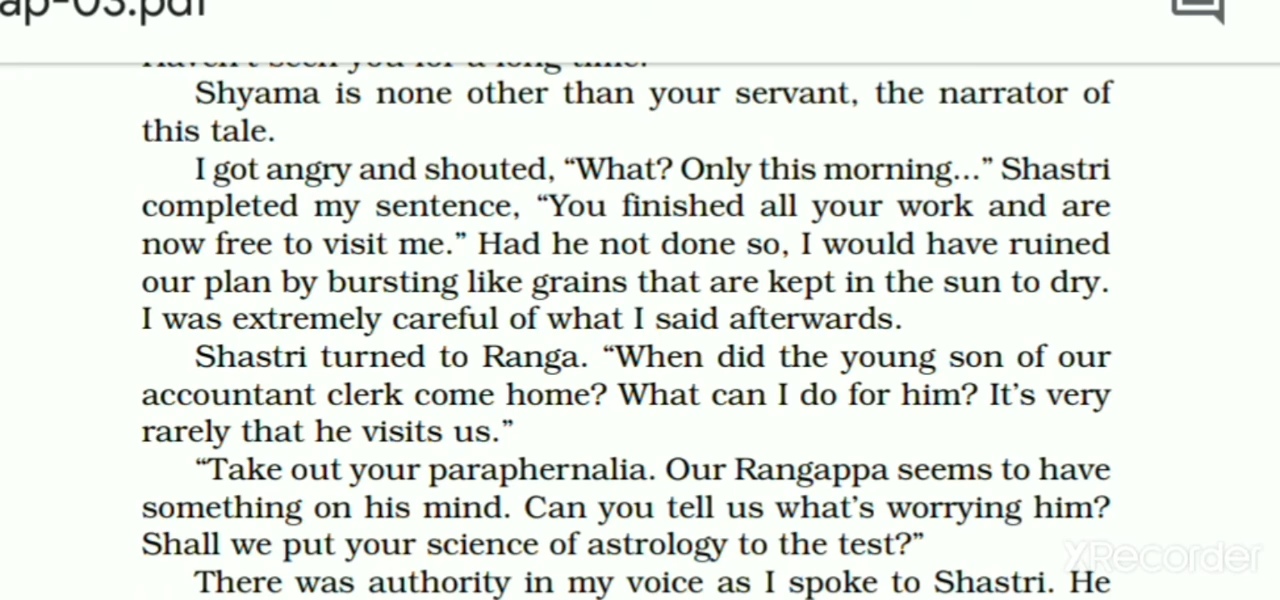 ap-03.pdf
Haven't seen you for a long time.
Shyama is none other than your servant, the narrator of
this tale.
I got angry and shouted, “What? Only this morning...” Shastri
completed my sentence, “You finished all your work and are
now free to visit me.” Had he not done so, I would have ruined
our plan by bursting like grains that are kept in the sun to dry.
I was extremely careful of what I said afterwards.
Shastri turned to Ranga. “When did the young son of our
accountant clerk come home? What can I do for him? It’s very
rarely that he visits us.”
“Take out your paraphernalia. Our Rangappa seems to have
something on his mind. Can you tell us what’s worrying him?
Shall we put your science of astrology to the test?”
There was authority in my voice as I spoke to Shastri. He
XRecorder